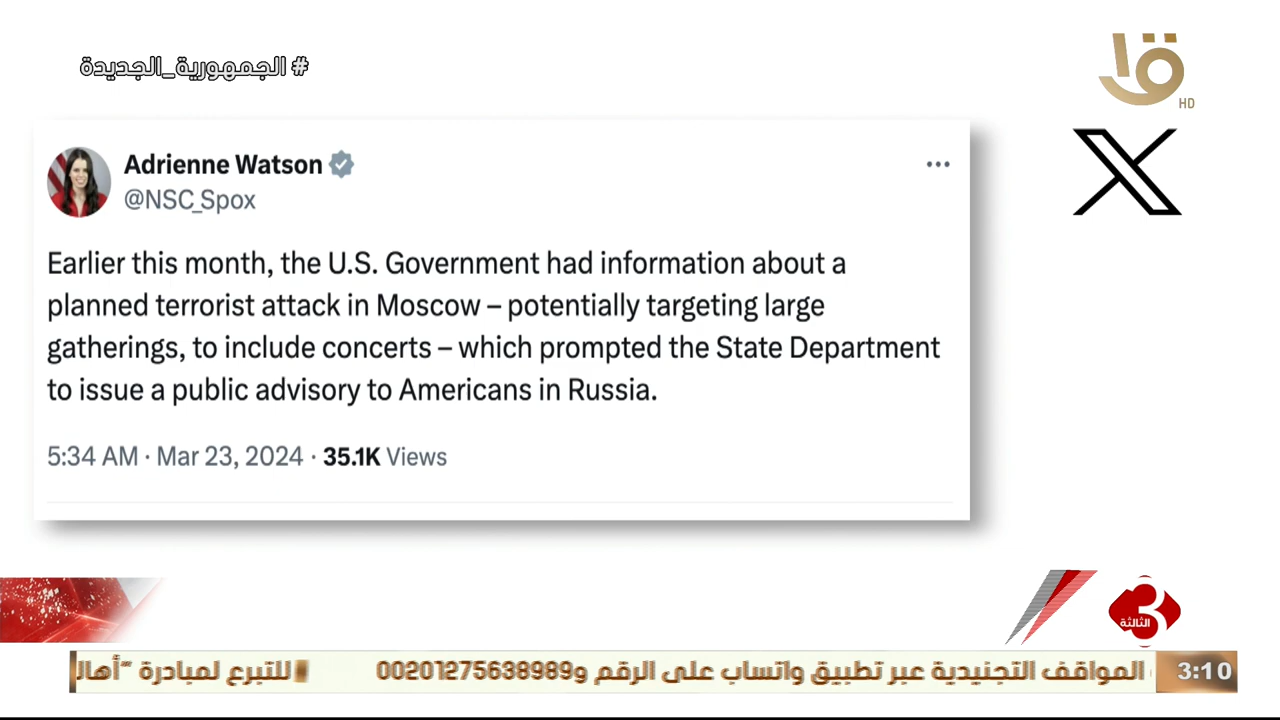 # الجمهورية_الجديدة
HD
Adrienne Watson
@NSC_Spox
Earlier this month, the U.S. Government had information about a
planned terrorist attack in Moscow – potentially targeting large
gatherings, to include concerts – which prompted the State Department
to issue a public advisory to Americans in Russia.
5:34 AM · Mar 23, 2024 · 35.1K Views
3
الثالثة
المواقف التجنيدية عبر تطبيق واتساب على الرقم و00201275638989
للتبرع لمبادرة "أهال
3:10